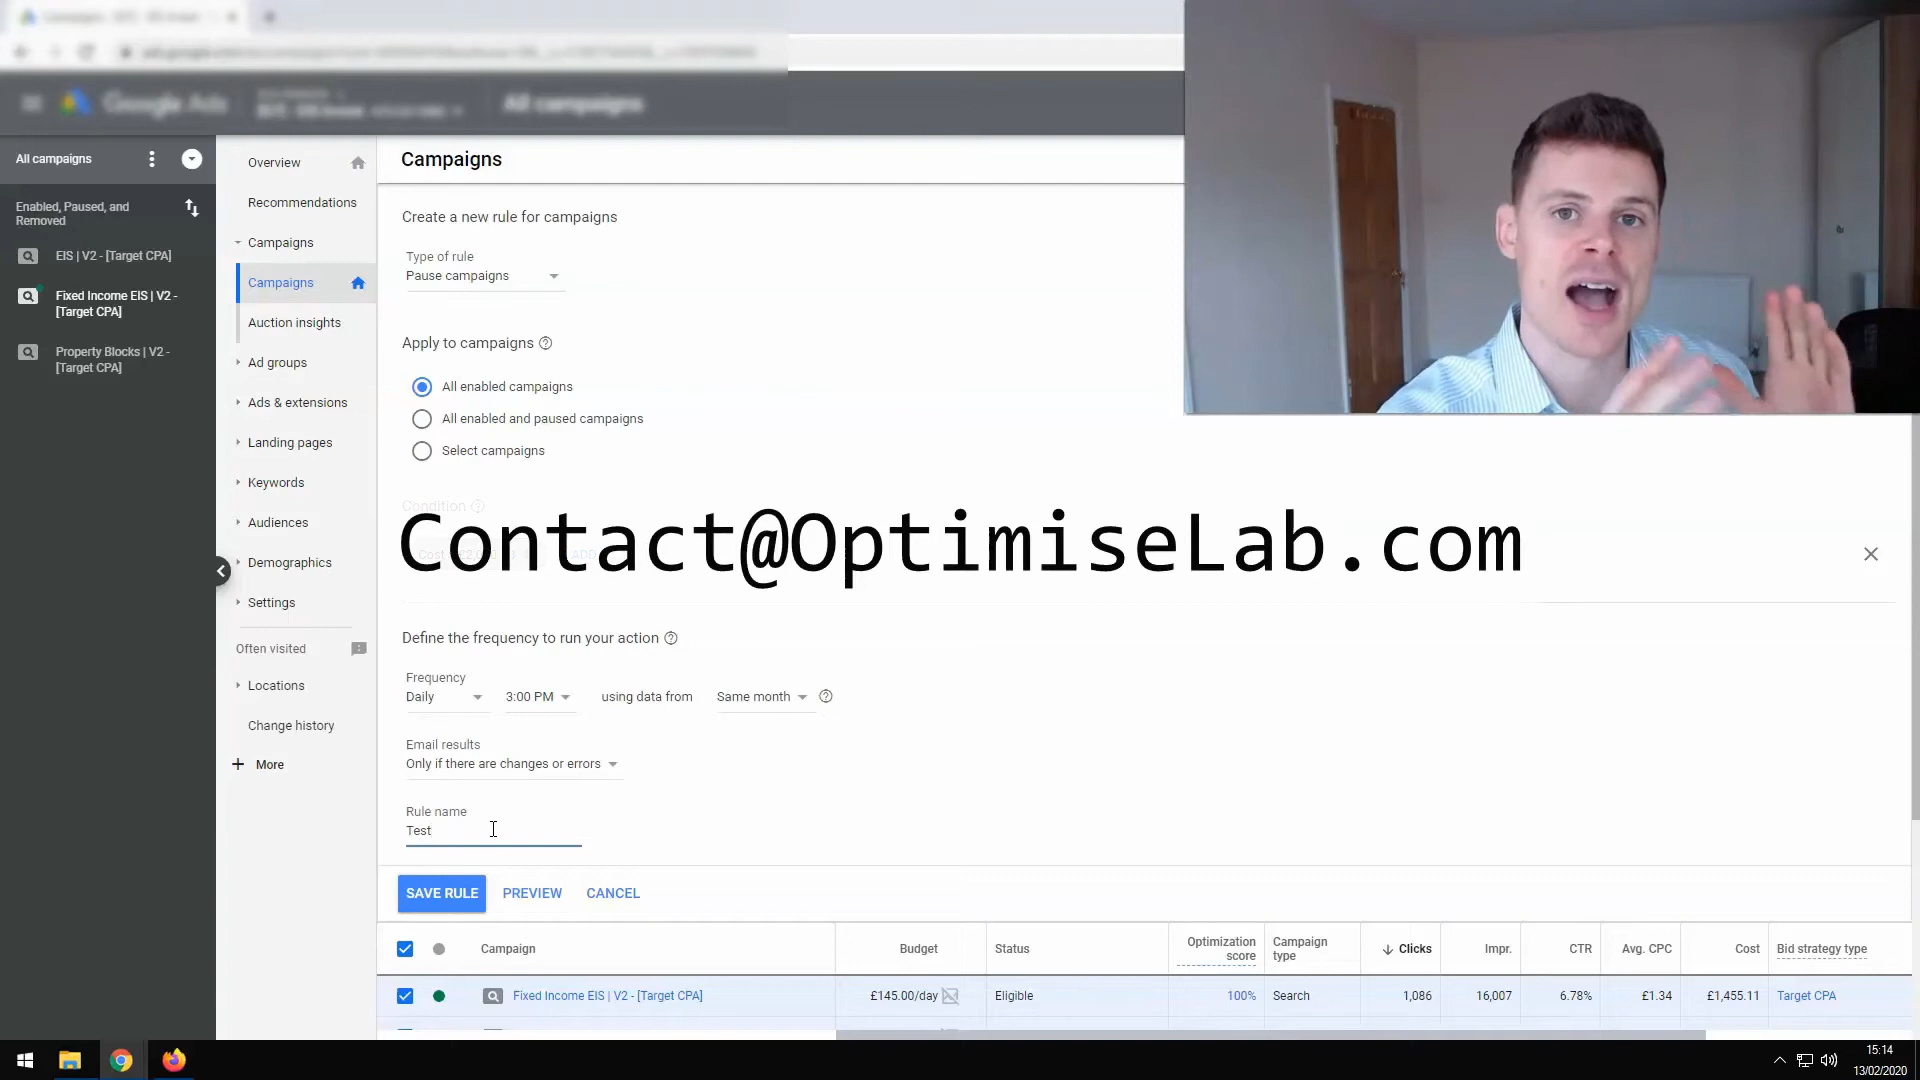 Google Ads
All campaigns
All campaigns
Enabled, Paused, and
Removed
EIS | V2 - [Target CPA]
Fixed Income EIS | V2 -
[Target CPA]
Property Blocks | V2 -
[Target CPA]
Overview
Recommendations
Campaigns
Campaigns
Auction insights
Ad groups
Ads & extensions
Landing pages
Keywords
Audiences
Demographics
Settings
Often visited
Locations
Change history
+ More
Campaigns
Create a new rule for campaigns
Type of rule
Pause campaigns
Apply to campaigns
All enabled campaigns
All enabled and paused campaigns
Select campaigns
Condition
Contact@OptimiseLab.com
Define the frequency to run your action
Frequency
Daily 3:00 PM using data from Same month
Email results
Only if there are changes or errors
Rule name
Test
SAVE RULE PREVIEW CANCEL
Campaign Budget Status Optimization score Campaign type Clicks Impr. CTR Avg. CPC Cost Bid strategy type
Fixed Income EIS | V2 - [Target CPA] £145.00/day Eligible 100% Search 1,086 16,007 6.78% £1.34 £1,455.11 Target CPA
15:14
13/02/2020